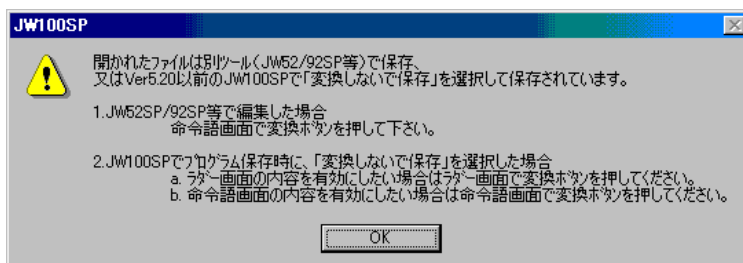 JW100SP
開かれたファイルは別ツール(JW52/92SP等)で保存、
又はVer5.20以前のJW100SPで「変換しないで保存」を選択して保存されています。
1.JW52SP/92SP等で編集した場合
命令語画面で変換ボタンを押して下さい。
2.JW100SPでプログラム保存時に、「変換しないで保存」を選択した場合
a. ラダー画面の内容を有効にしたい場合はラダー画面で変換ボタンを押してください。
b. 命令語画面の内容を有効にしたい場合は命令語画面で変換ボタンを押してください。
OK